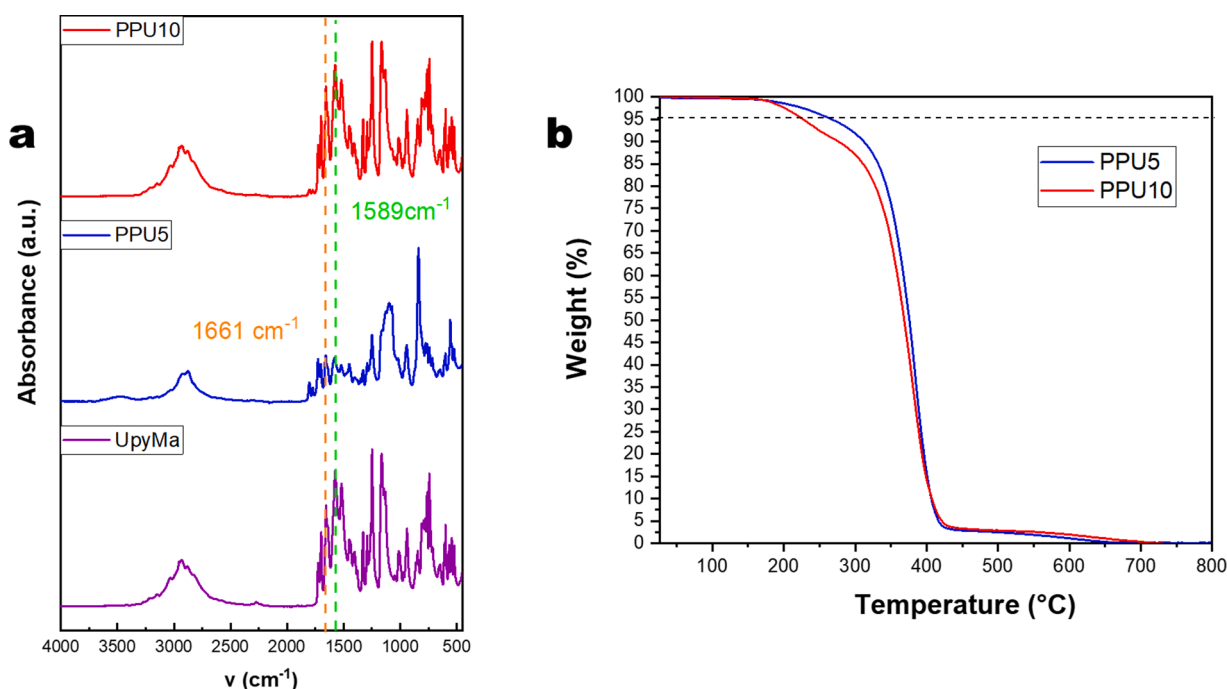 a
PPU10
1589cm⁻¹
PPU5
1661 cm⁻¹
UpyMa
Absorbance (a.u.)
4000 3500 3000 2500 2000 1500 1000 500
ν (cm⁻¹)
b
100
95
90
85
80
75
70
65
60
55
50
45
40
35
30
25
20
15
10
5
0
Weight (%)
PPU5
PPU10
100 200 300 400 500 600 700 800
Temperature (°C)